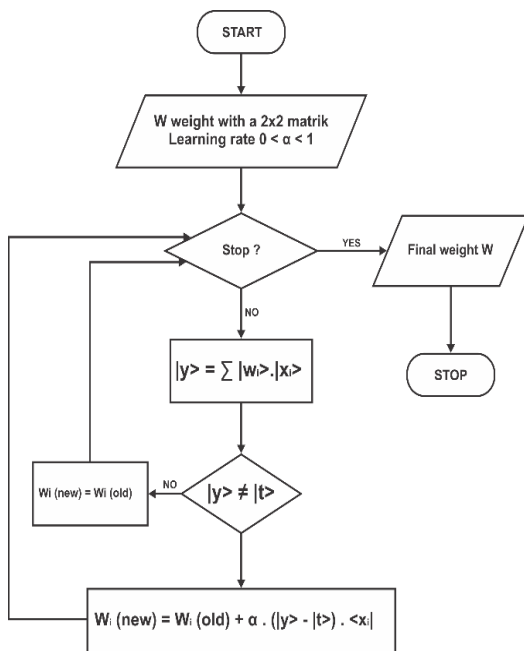 START
W weight with a 2x2 matrik
Learning rate 0 < α < 1
Stop ?
YES
Final weight W
NO
STOP
|y> = ∑ |wᵢ>.|xᵢ>
|y> ≠ |t>
NO
Wi (new) = Wi (old)
Wᵢ (new) = Wᵢ (old) + α . (|y> - |t>) . <xᵢ|